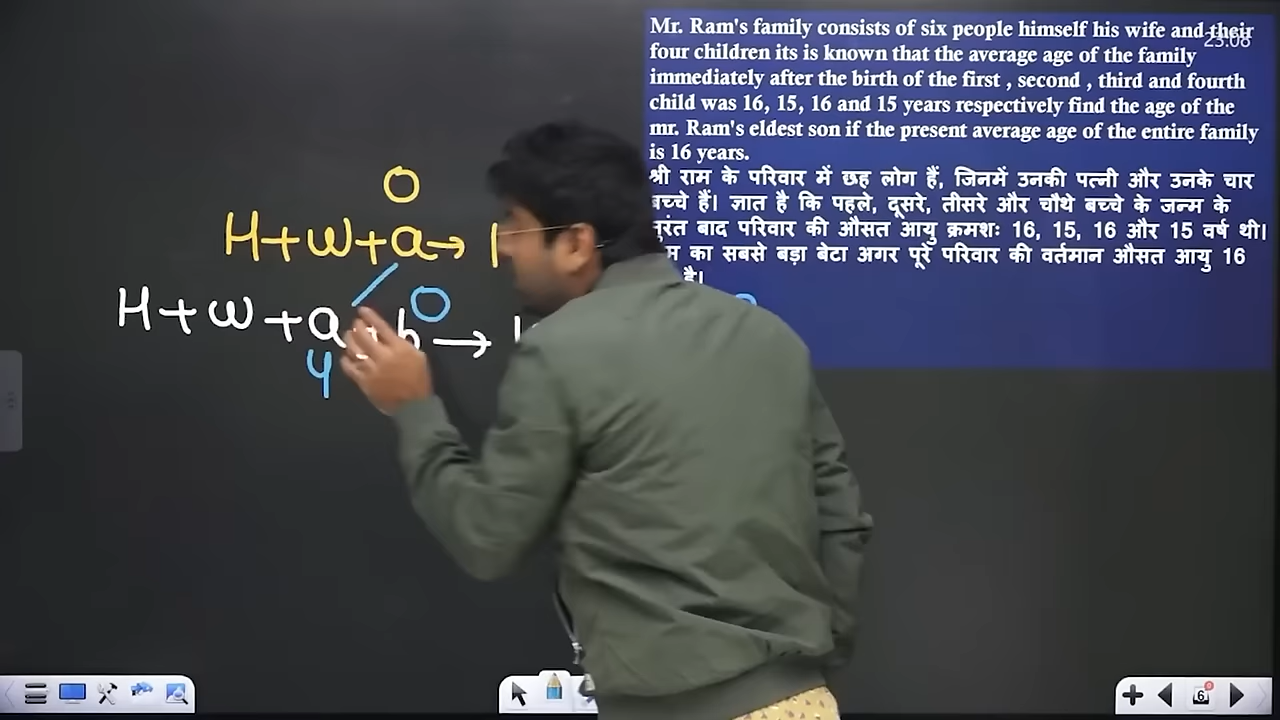 Mr. Ram's family consists of six people himself his wife and their
four children its is known that the average age of the family
immediately after the birth of the first , second , third and fourth
child was 16, 15, 16 and 15 years respectively find the age of the
mr. Ram's eldest son if the present average age of the entire family
is 16 years.
श्री राम के परिवार में छह लोग हैं, जिनमें उनकी पत्नी और उनके चार
बच्चे हैं। ज्ञात है कि पहले, दूसरे, तीसरे और चौथे बच्चे के जन्म के
तुरंत बाद परिवार की औसत आयु क्रमशः 16, 15, 16 और 15 वर्ष थी।
का सबसे बड़ा बेटा अगर पूरे परिवार की वर्तमान औसत आयु 16
है।
23:08
0
H+w+a→
0
H+w+a b →
4
6